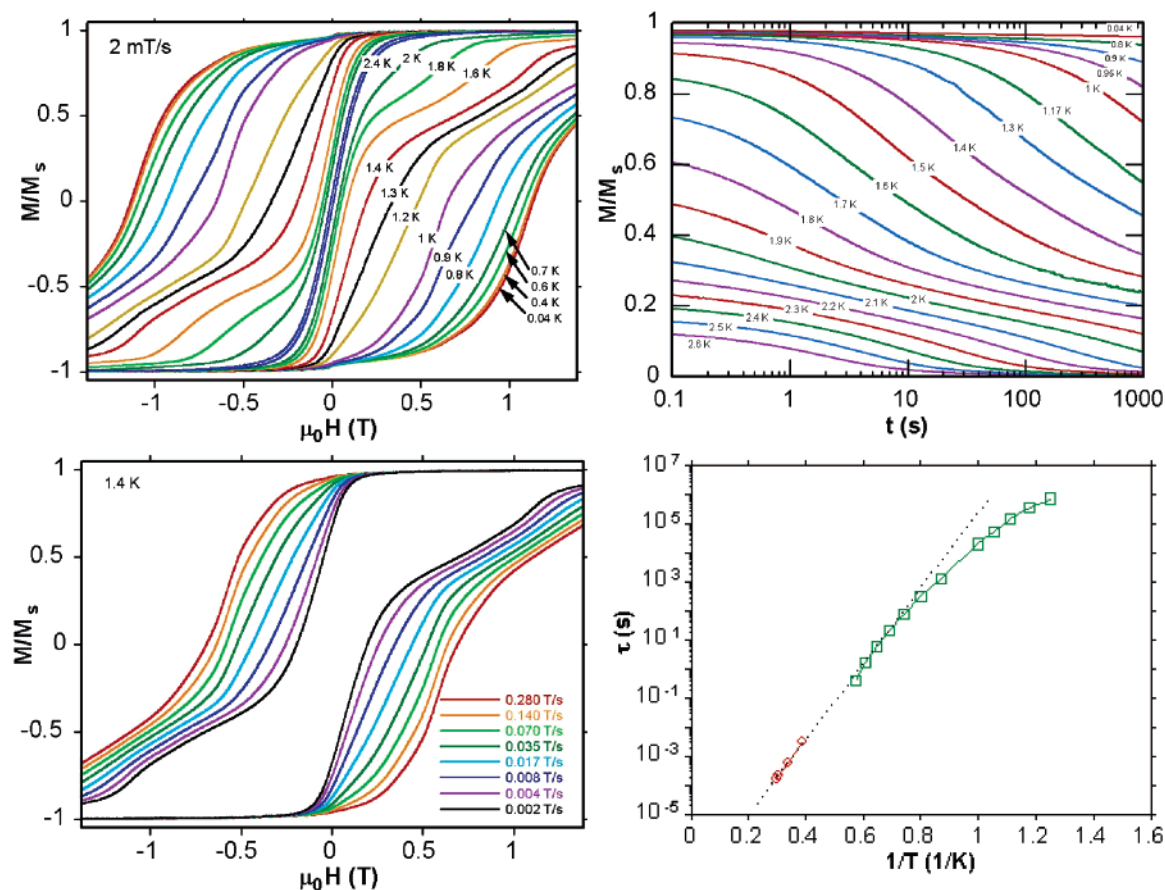 2 mT/s
2.4 K
2 K
1.8 K
1.6 K
1.4 K
1.3 K
1.2 K
1 K
0.9 K
0.8 K
0.7 K
0.6 K
0.4 K
0.04 K
1
0.5
0
-0.5
-1
M/Ms
-1
-0.5
0
0.5
1
μ0H (T)
0.04 K
0.8 K
0.9 K
0.95 K
1 K
1.17 K
1.3 K
1.4 K
1.5 K
1.6 K
1.7 K
1.8 K
1.9 K
2 K
2.1 K
2.2 K
2.3 K
2.4 K
2.5 K
2.6 K
1
0.8
0.6
0.4
0.2
0
M/Ms
0.1
1
10
100
1000
t (s)
1.4 K
0.280 T/s
0.140 T/s
0.070 T/s
0.035 T/s
0.017 T/s
0.008 T/s
0.004 T/s
0.002 T/s
1
0.5
0
-0.5
-1
M/Ms
-1
-0.5
0
0.5
1
μ0H (T)
10^7
10^5
10^3
10^1
10^-1
10^-3
10^-5
τ (s)
0
0.2
0.4
0.6
0.8
1
1.2
1.4
1.6
1/T (1/K)